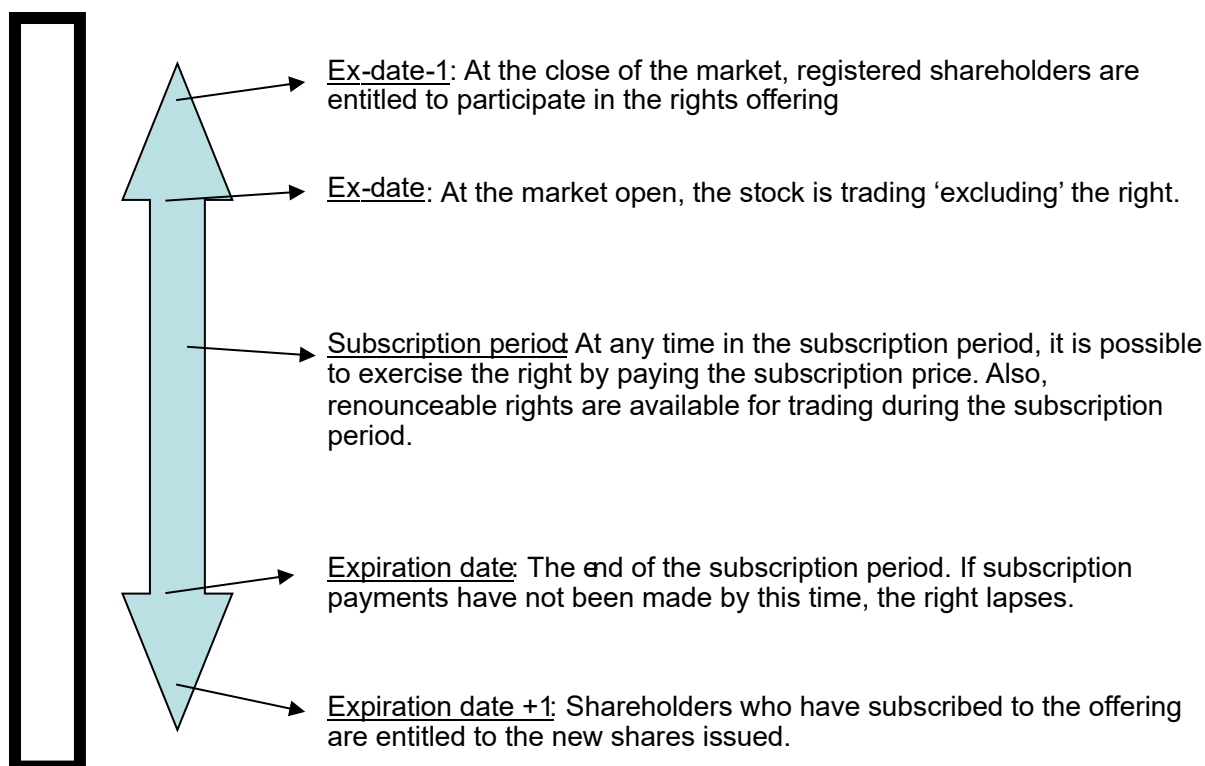 Ex-date-1: At the close of the market, registered shareholders are
entitled to participate in the rights offering
Ex-date: At the market open, the stock is trading ‘excluding’ the right.
Subscription period: At any time in the subscription period, it is possible
to exercise the right by paying the subscription price. Also,
renounceable rights are available for trading during the subscription
period.
Expiration date: The end of the subscription period. If subscription
payments have not been made by this time, the right lapses.
Expiration date +1: Shareholders who have subscribed to the offering
are entitled to the new shares issued.